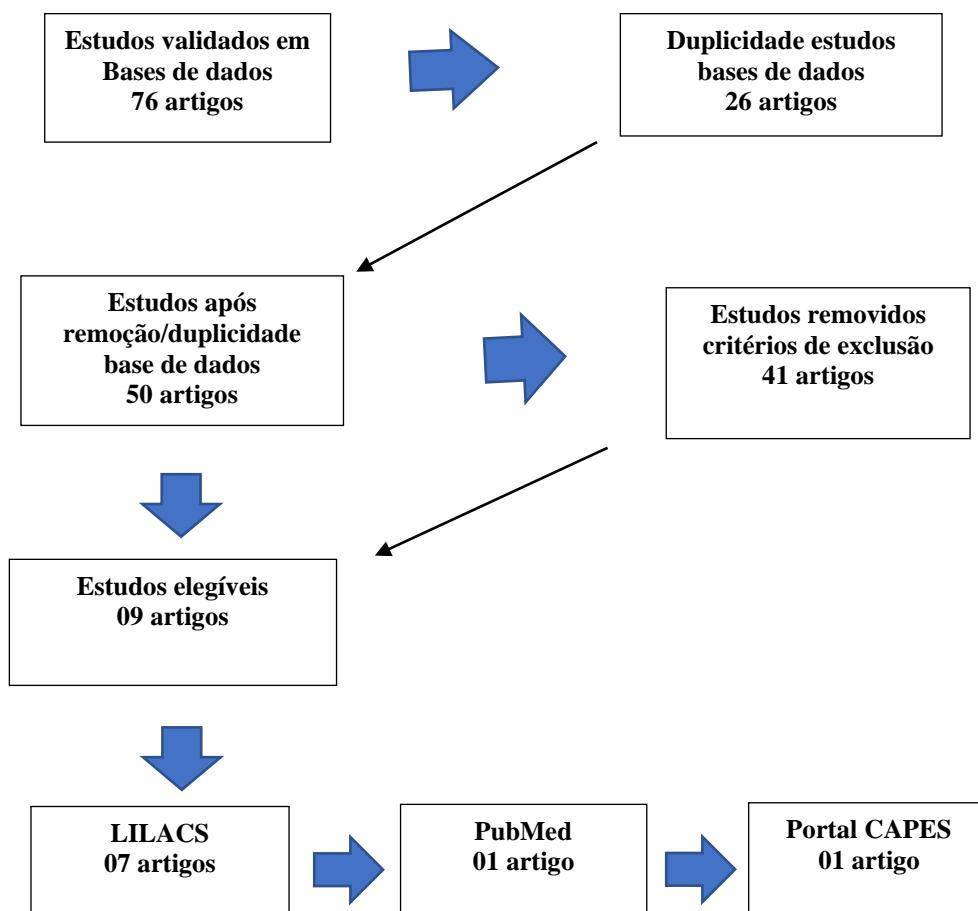 Estudos validados em
Bases de dados
76 artigos
Duplicidade estudos
bases de dados
26 artigos
Estudos após
remoção/duplicidade
base de dados
50 artigos
Estudos removidos
critérios de exclusão
41 artigos
Estudos elegíveis
09 artigos
LILACS
07 artigos
PubMed
01 artigo
Portal CAPES
01 artigo